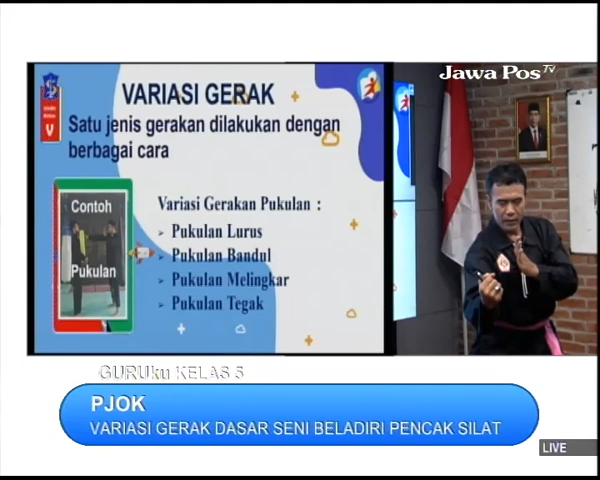 Jawa Pos TV
VARIASI GERAK
Satu jenis gerakan dilakukan dengan
berbagai cara
V
Contoh
Pukulan
Variasi Gerakan Pukulan :
➢ Pukulan Lurus
➢ Pukulan Bandul
➢ Pukulan Melingkar
➢ Pukulan Tegak
GURUku KELAS 5
PJOK
VARIASI GERAK DASAR SENI BELADIRI PENCAK SILAT
LIVE